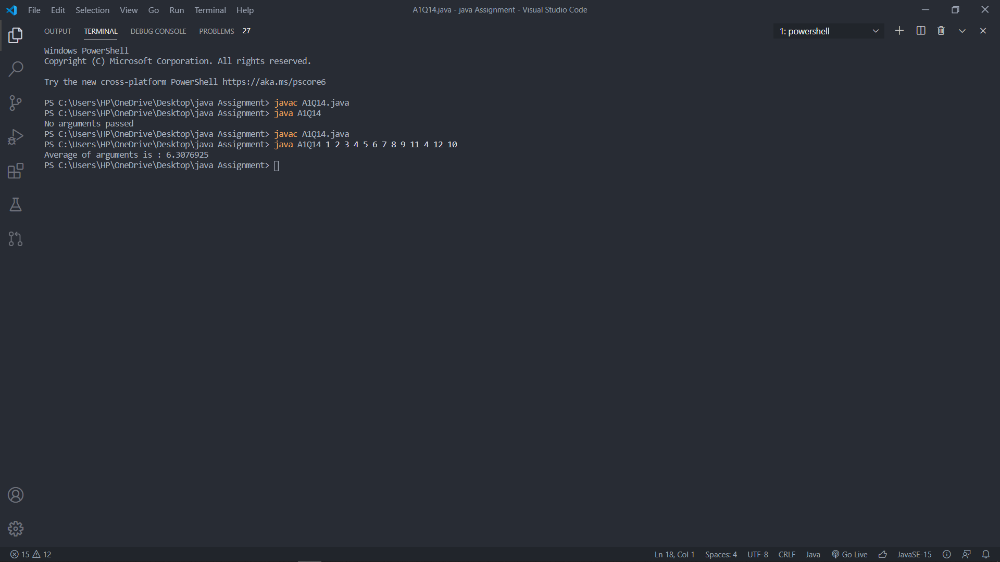 File Edit Selection View Go Run Terminal Help
A1Q14.java - java Assignment - Visual Studio Code
OUTPUT TERMINAL DEBUG CONSOLE PROBLEMS 27
1: powershell
Windows PowerShell
Copyright (C) Microsoft Corporation. All rights reserved.
Try the new cross-platform PowerShell https://aka.ms/pscore6
PS C:\Users\HP\OneDrive\Desktop\java Assignment> javac A1Q14.java
PS C:\Users\HP\OneDrive\Desktop\java Assignment> java A1Q14
No arguments passed
PS C:\Users\HP\OneDrive\Desktop\java Assignment> javac A1Q14.java
PS C:\Users\HP\OneDrive\Desktop\java Assignment> java A1Q14 1 2 3 4 5 6 7 8 9 11 4 12 10
Average of arguments is : 6.3076925
PS C:\Users\HP\OneDrive\Desktop\java Assignment>
15 12
Ln 18, Col 1 Spaces: 4 UTF-8 CRLF Java Go Live JavaSE-15